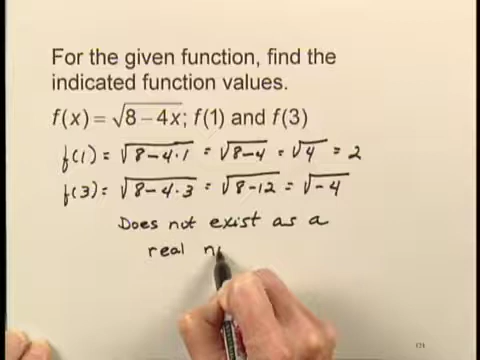 For the given function, find the
indicated function values.
f(x) = √8 – 4x; f(1) and f(3)
f(1) = √8-4·1 = √8-4 = √4 = 2
f(3) = √8-4·3 = √8-12 = √-4
Does not exist as a
real n